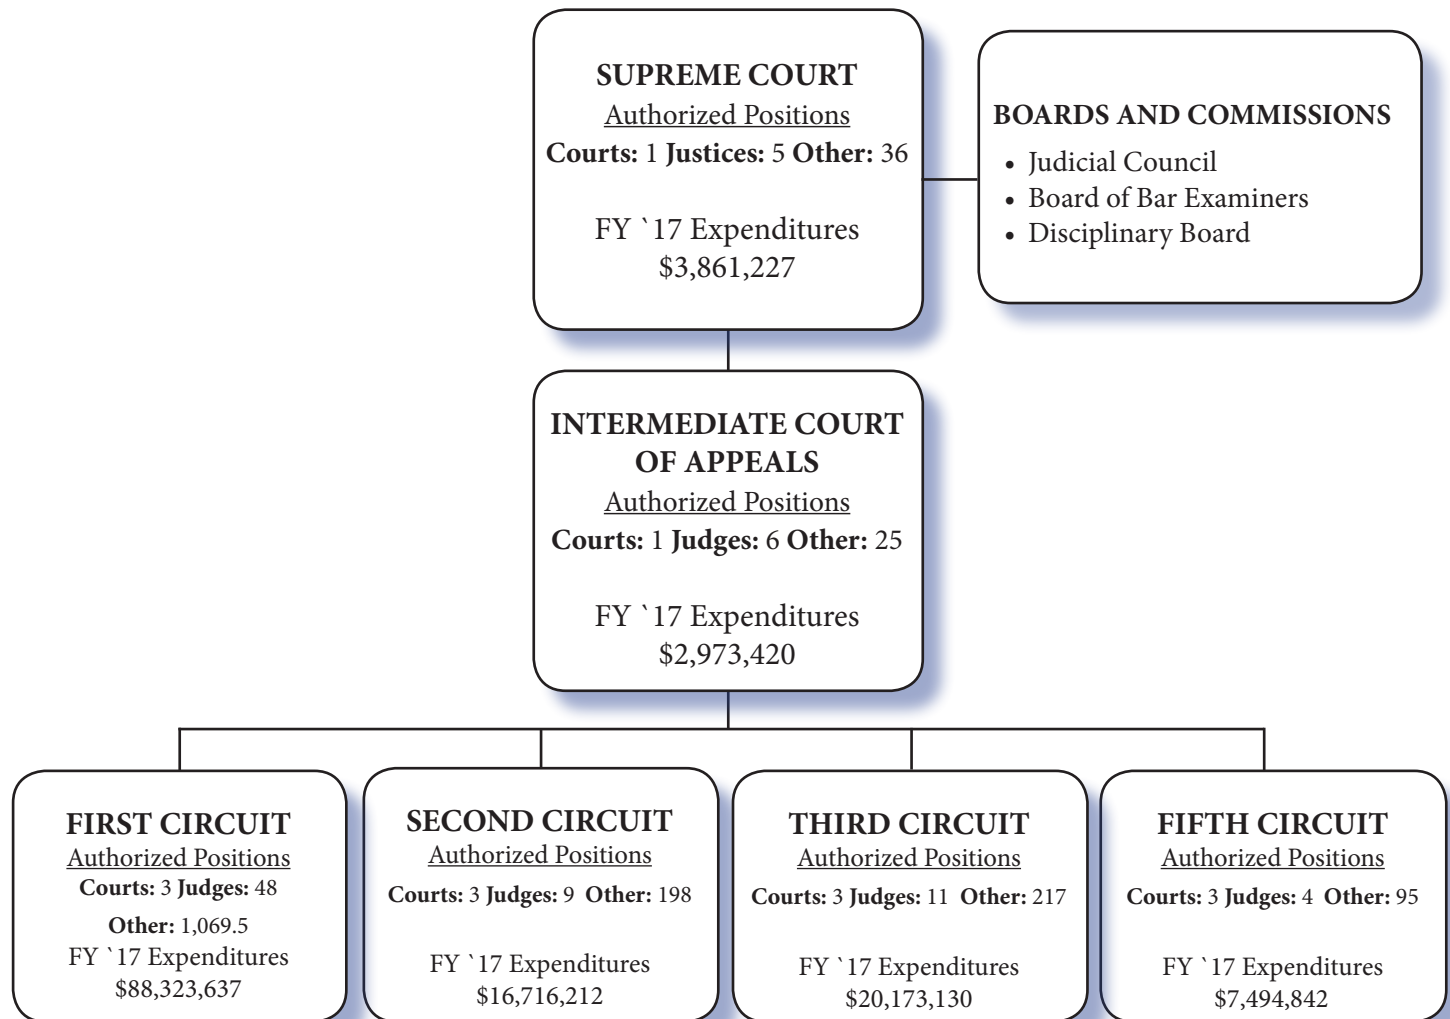 SUPREME COURT
Authorized Positions
Courts: 1 Justices: 5 Other: 36
FY `17 Expenditures
$3,861,227
BOARDS AND COMMISSIONS
• Judicial Council
• Board of Bar Examiners
• Disciplinary Board
INTERMEDIATE COURT
OF APPEALS
Authorized Positions
Courts: 1 Judges: 6 Other: 25
FY `17 Expenditures
$2,973,420
FIRST CIRCUIT
Authorized Positions
Courts: 3 Judges: 48
Other: 1,069.5
FY `17 Expenditures
$88,323,637
SECOND CIRCUIT
Authorized Positions
Courts: 3 Judges: 9 Other: 198
FY `17 Expenditures
$16,716,212
THIRD CIRCUIT
Authorized Positions
Courts: 3 Judges: 11 Other: 217
FY `17 Expenditures
$20,173,130
FIFTH CIRCUIT
Authorized Positions
Courts: 3 Judges: 4 Other: 95
FY `17 Expenditures
$7,494,842